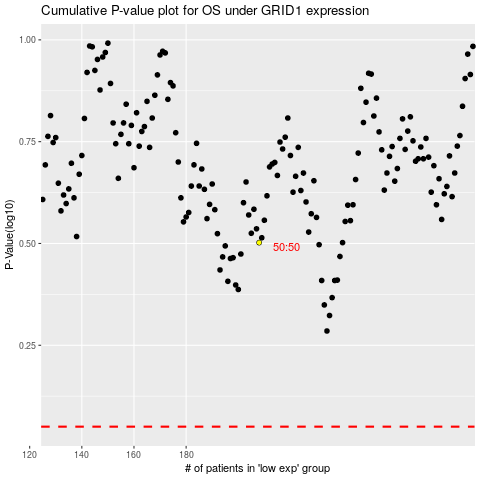 Cumulative P-value plot for OS under GRID1 expression
P-Value(log10)
1.00
0.75
0.50
0.25
50:50
120 140 160 180
# of patients in 'low exp' group